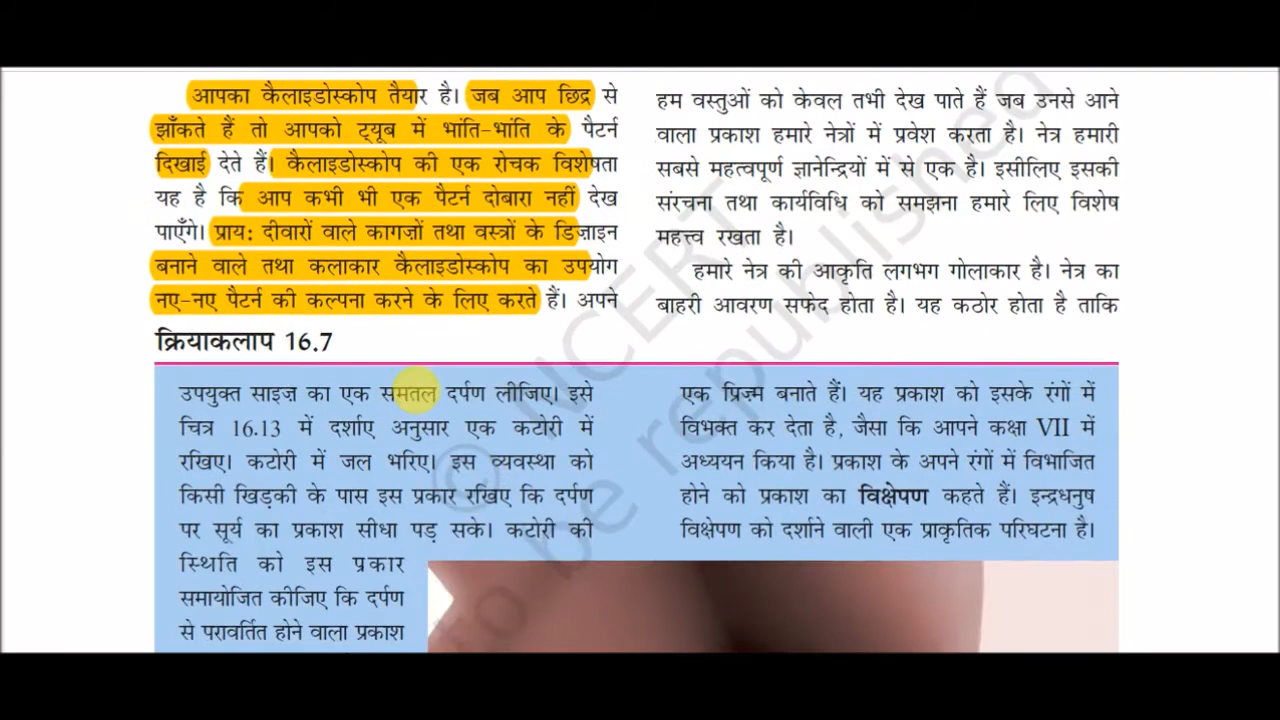 आपका कैलाइडोस्कोप तैयार है। जब आप छिद्र से
झाँकते हैं तो आपको ट्यूब में भांति-भांति के पैटर्न
दिखाई देते हैं। कैलाइडोस्कोप की एक रोचक विशेषता
यह है कि आप कभी भी एक पैटर्न दोबारा नहीं देख
पाएँगे। प्राय: दीवारों वाले कागज़ों तथा वस्त्रों के डिज़ाइन
बनाने वाले तथा कलाकार कैलाइडोस्कोप का उपयोग
नए-नए पैटर्न की कल्पना करने के लिए करते हैं। अपने
हम वस्तुओं को केवल तभी देख पाते हैं जब उनसे आने
वाला प्रकाश हमारे नेत्रों में प्रवेश करता है। नेत्र हमारी
सबसे महत्वपूर्ण ज्ञानेन्द्रियों में से एक है। इसीलिए इसकी
संरचना तथा कार्यविधि को समझना हमारे लिए विशेष
महत्त्व रखता है।
हमारे नेत्र की आकृति लगभग गोलाकार है। नेत्र का
बाहरी आवरण सफेद होता है। यह कठोर होता है ताकि
क्रियाकलाप 16.7
उपयुक्त साइज़ का एक समतल दर्पण लीजिए। इसे
चित्र 16.13 में दर्शाए अनुसार एक कटोरी में
रखिए। कटोरी में जल भरिए। इस व्यवस्था को
किसी खिड़की के पास इस प्रकार रखिए कि दर्पण
पर सूर्य का प्रकाश सीधा पड़ सके। कटोरी की
स्थिति को इस प्रकार
समायोजित कीजिए कि दर्पण
से परावर्तित होने वाला प्रकाश
एक प्रिज़्म बनाते हैं। यह प्रकाश को इसके रंगों में
विभक्त कर देता है, जैसा कि आपने कक्षा VII में
अध्ययन किया है। प्रकाश के अपने रंगों में विभाजित
होने को प्रकाश का विक्षेपण कहते हैं। इन्द्रधनुष
विक्षेपण को दर्शाने वाली एक प्राकृतिक परिघटना है।
© NCERT
to be republished